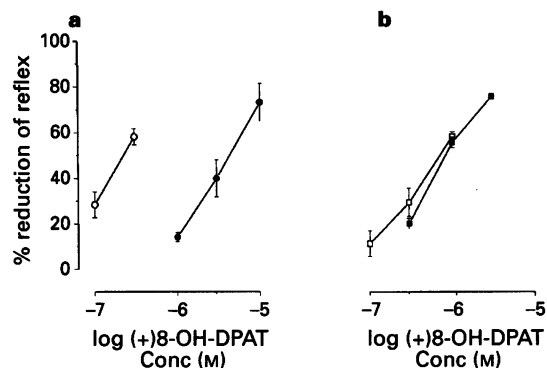 a
b
% reduction of reflex
100
80
60
40
20
0
−7
−6
−5
−7
−6
−5
log (+)8-OH-DPAT
Conc (M)
log (+)8-OH-DPAT
Conc (M)